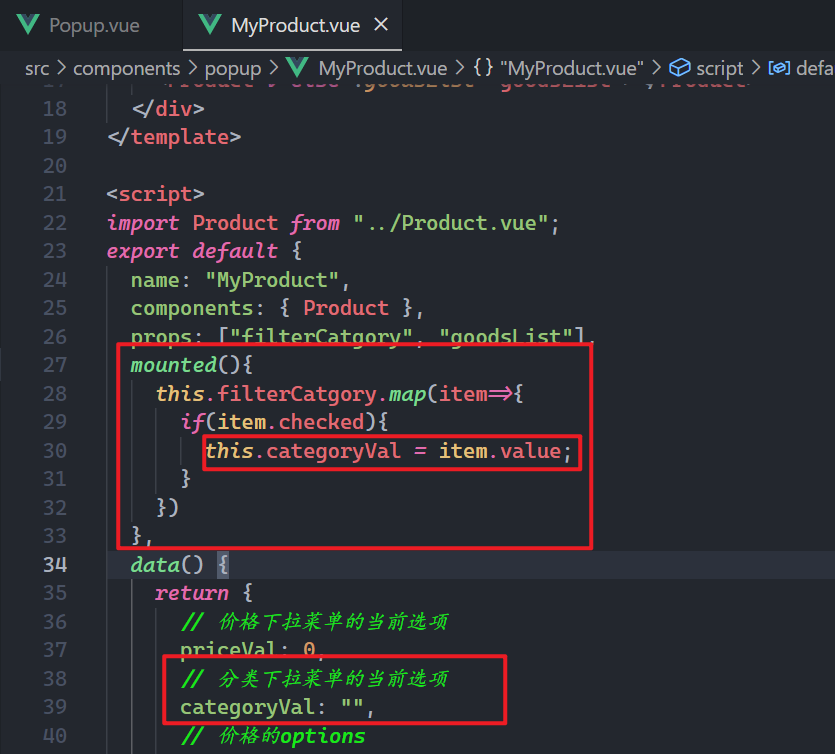 Popup.vue MyProduct.vue ×
src > components > popup > MyProduct.vue > {} "MyProduct.vue" > script > defa
18 </div>
19 </template>
20
21 <script>
22 import Product from "../Product.vue";
23 export default {
24 name: "MyProduct",
25 components: { Product },
26 props: ["filterCatgory", "goodsList"],
27 mounted(){
28 this.filterCatgory.map(item=>{
29 if(item.checked){
30 this.categoryVal = item.value;
31 }
32 })
33 },
34 data() {
35 return {
36 // 价格下拉菜单的当前选项
37 priceVal: 0,
38 // 分类下拉菜单的当前选项
39 categoryVal: "",
40 // 价格的options